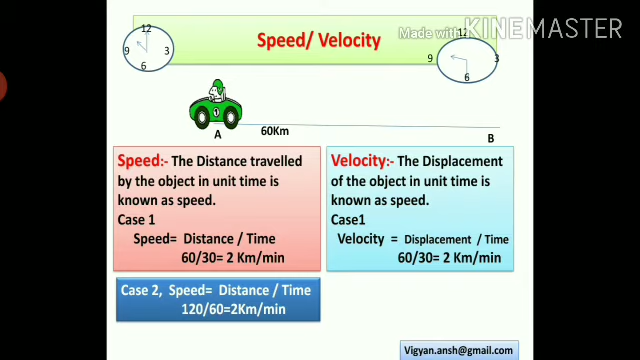 Made with KINEMASTER
12
9 3
6
Speed/ Velocity
12
9 3
6
1
A 60Km B
Speed:- The Distance travelled
by the object in unit time is
known as speed.
Case 1
Speed= Distance / Time
60/30= 2 Km/min
Velocity:- The Displacement
of the object in unit time is
known as speed.
Case1
Velocity = Displacement / Time
60/30= 2 Km/min
Case 2, Speed= Distance / Time
120/60=2Km/min
Vigyan.ansh@gmail.com